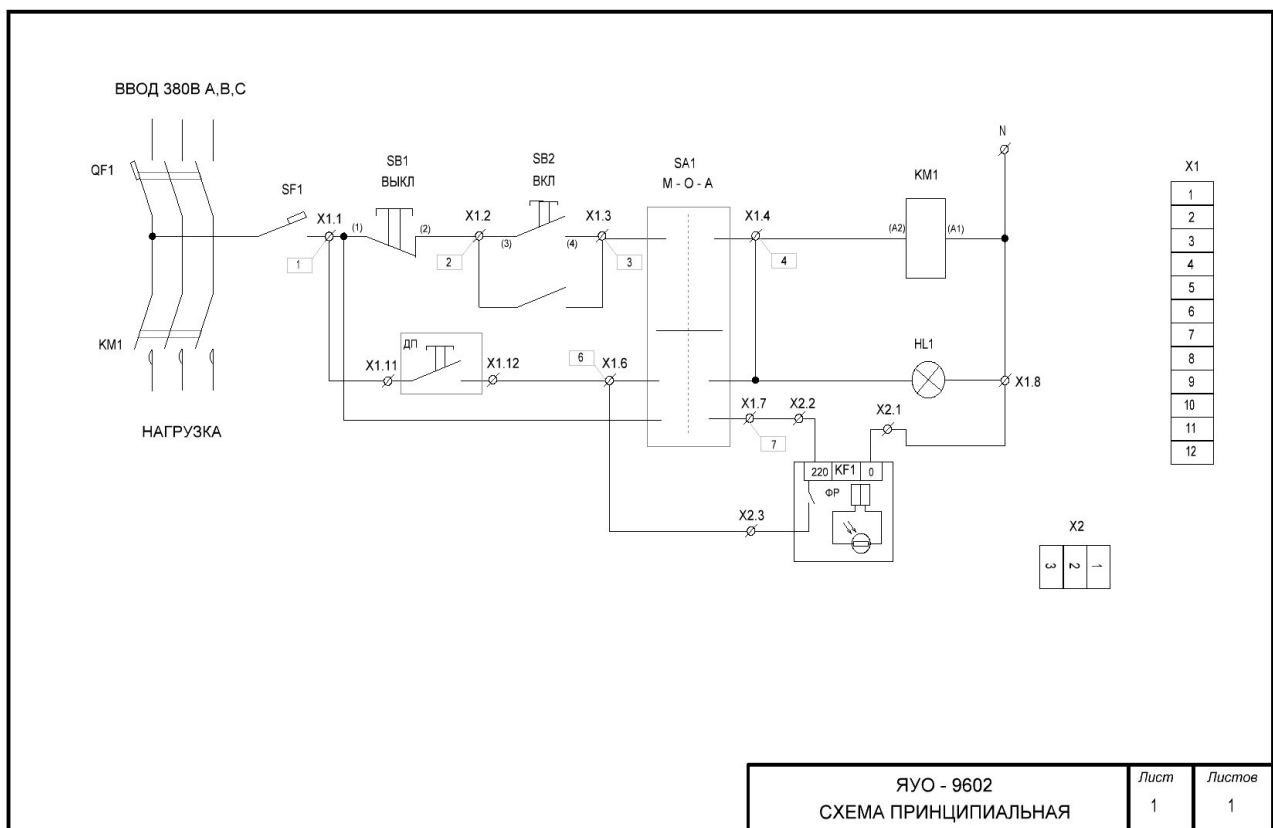 ВВОД 380В А,В,С
N
QF1
SF1
SB1
ВЫКЛ
SB2
ВКЛ
SA1
М - О - А
KM1
X1
X1.1
(1)
(2)
X1.2
(3)
(4)
X1.3
X1.4
(A2)
(A1)
1
2
3
4
KM1
ДП
X1.11
X1.12
6
X1.6
HL1
X1.8
НАГРУЗКА
X1.7
X2.2
X2.1
7
220
KF1
0
ФР
X2.3
1
2
3
4
5
6
7
8
9
10
11
12
X2
3
2
1
ЯУО - 9602
СХЕМА ПРИНЦИПИАЛЬНАЯ
Лист
1
Листов
1